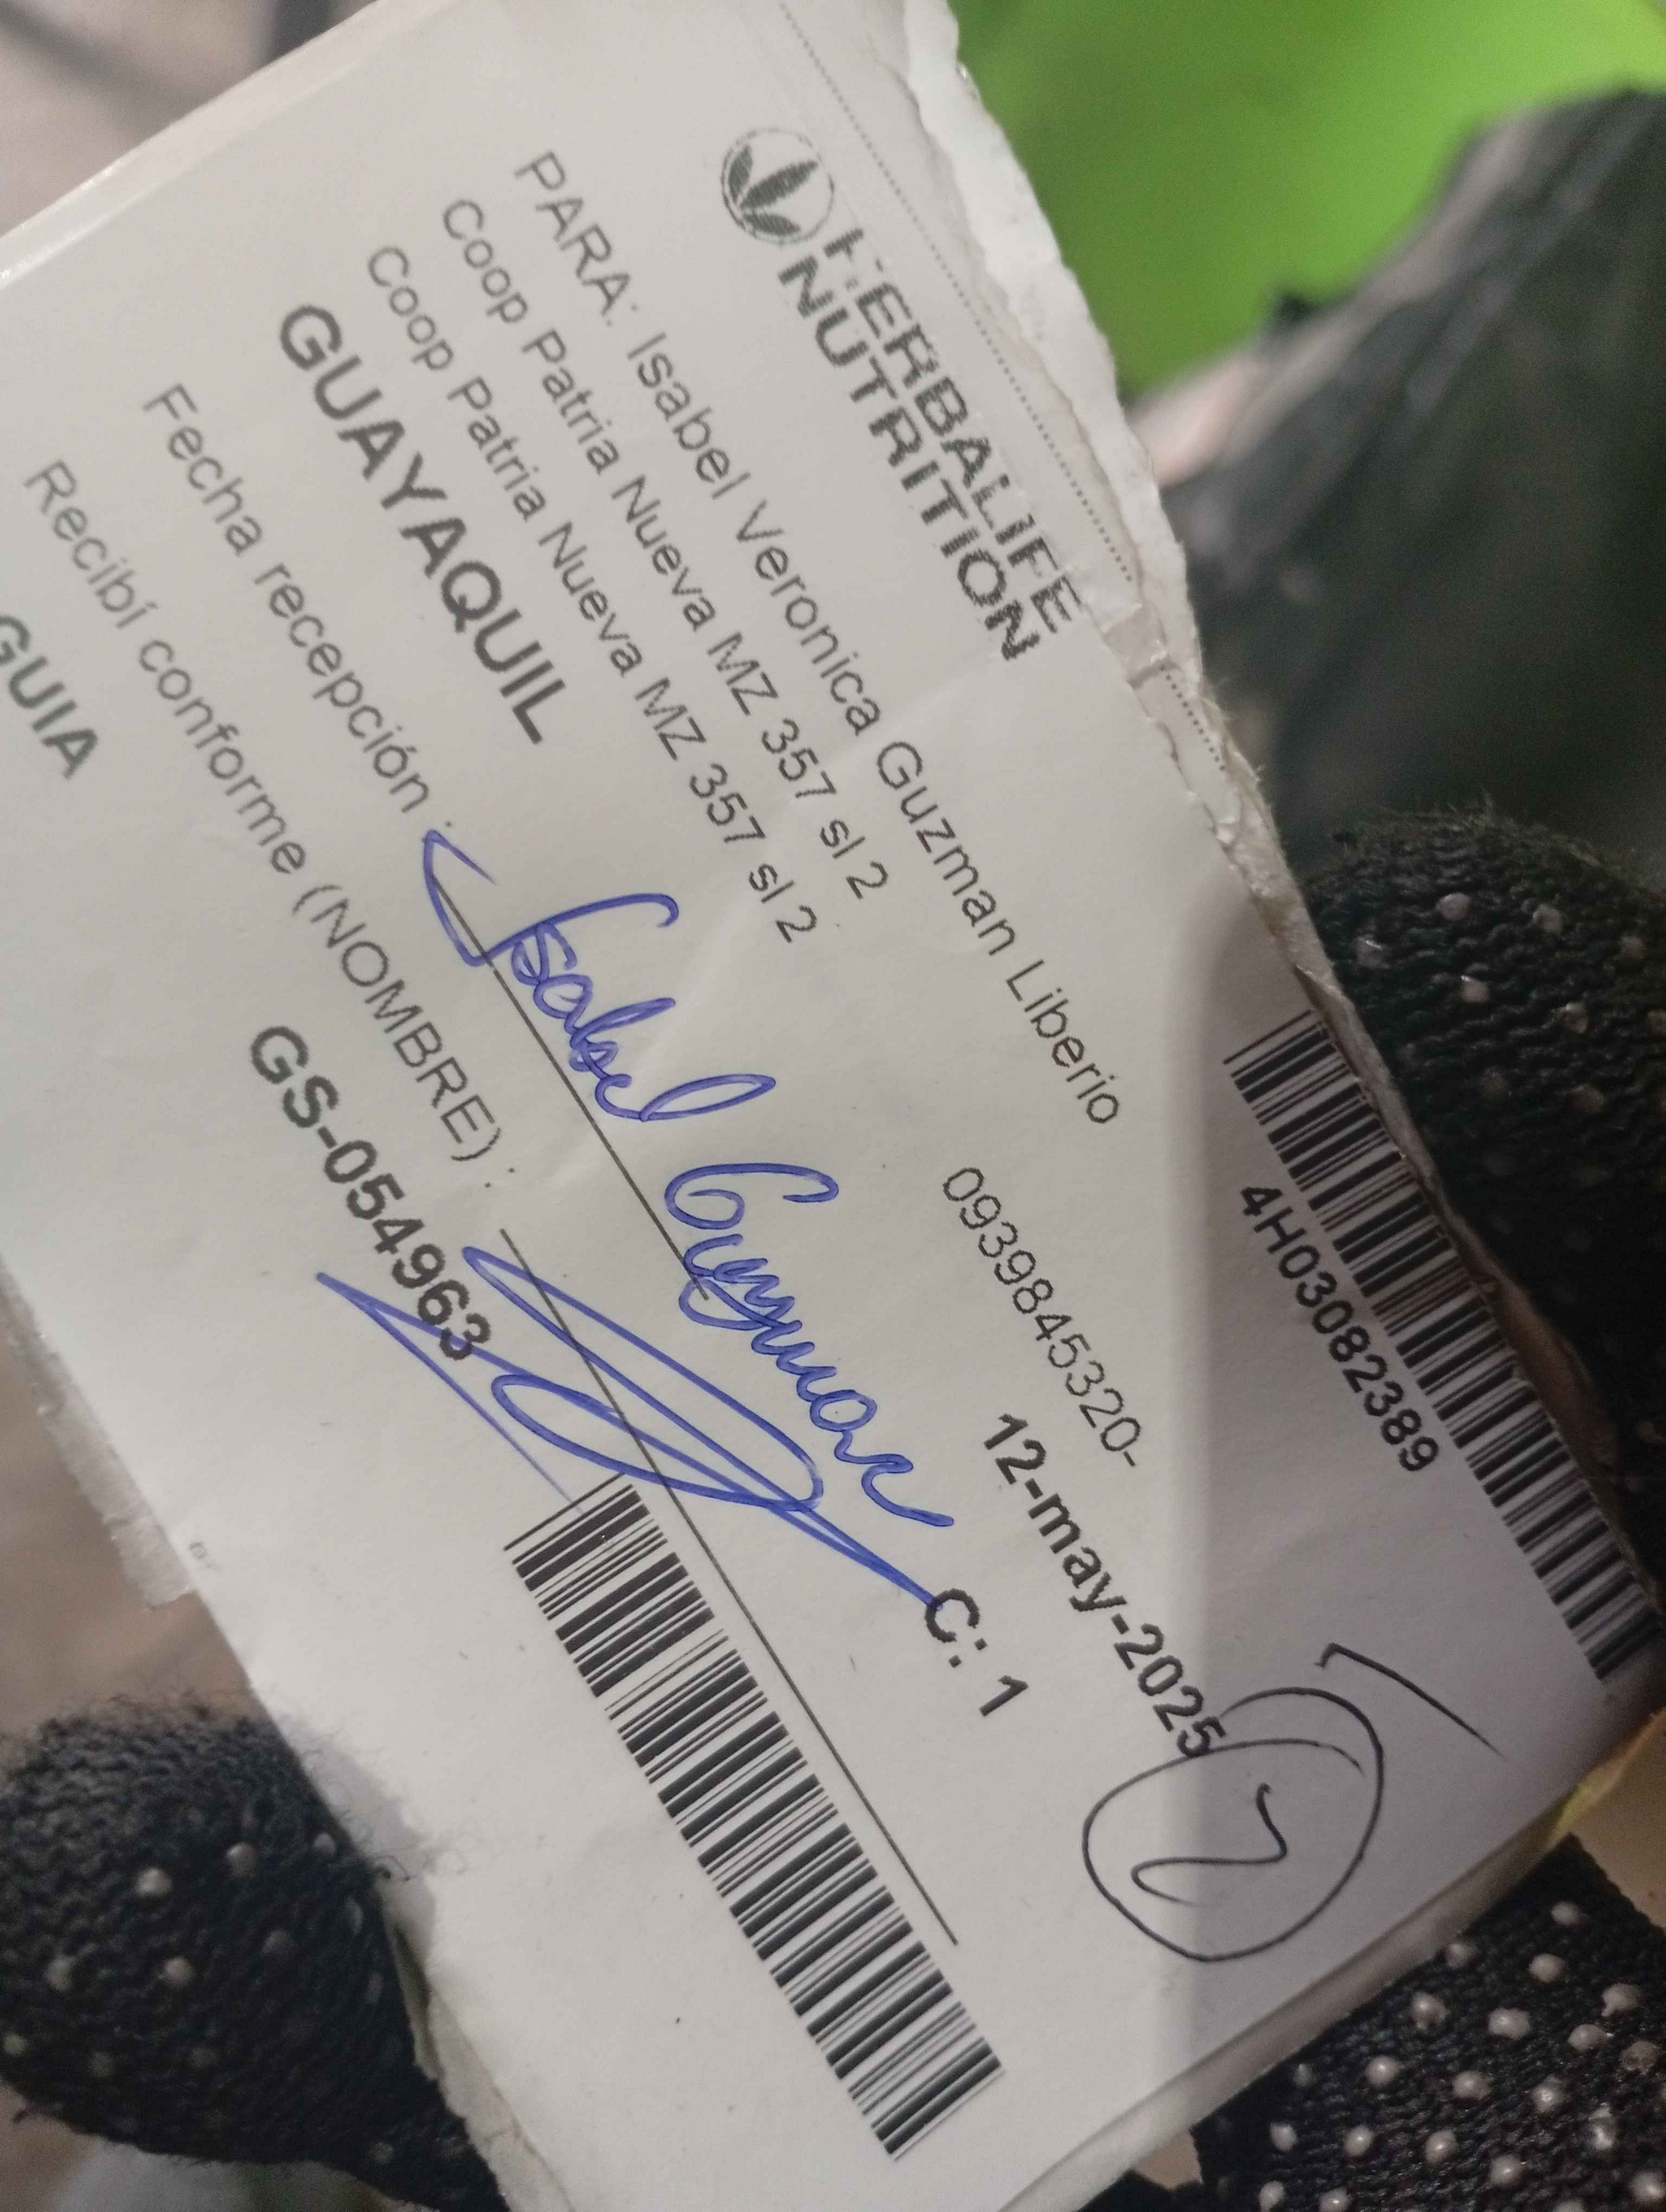 HERBALIFE
NUTRITION
4H03082389
PARA: Isabel Veronica Guzman Liberio
Coop Patria Nueva MZ 357 sl 2
0939845320-
Coop Patria Nueva MZ 357 sl 2
12-may-2025
2
GUAYAQUIL
C: 1
Fecha recepción :
Isabel Guzman
Recibí conforme (NOMBRE) :
GUIA
GS-054963